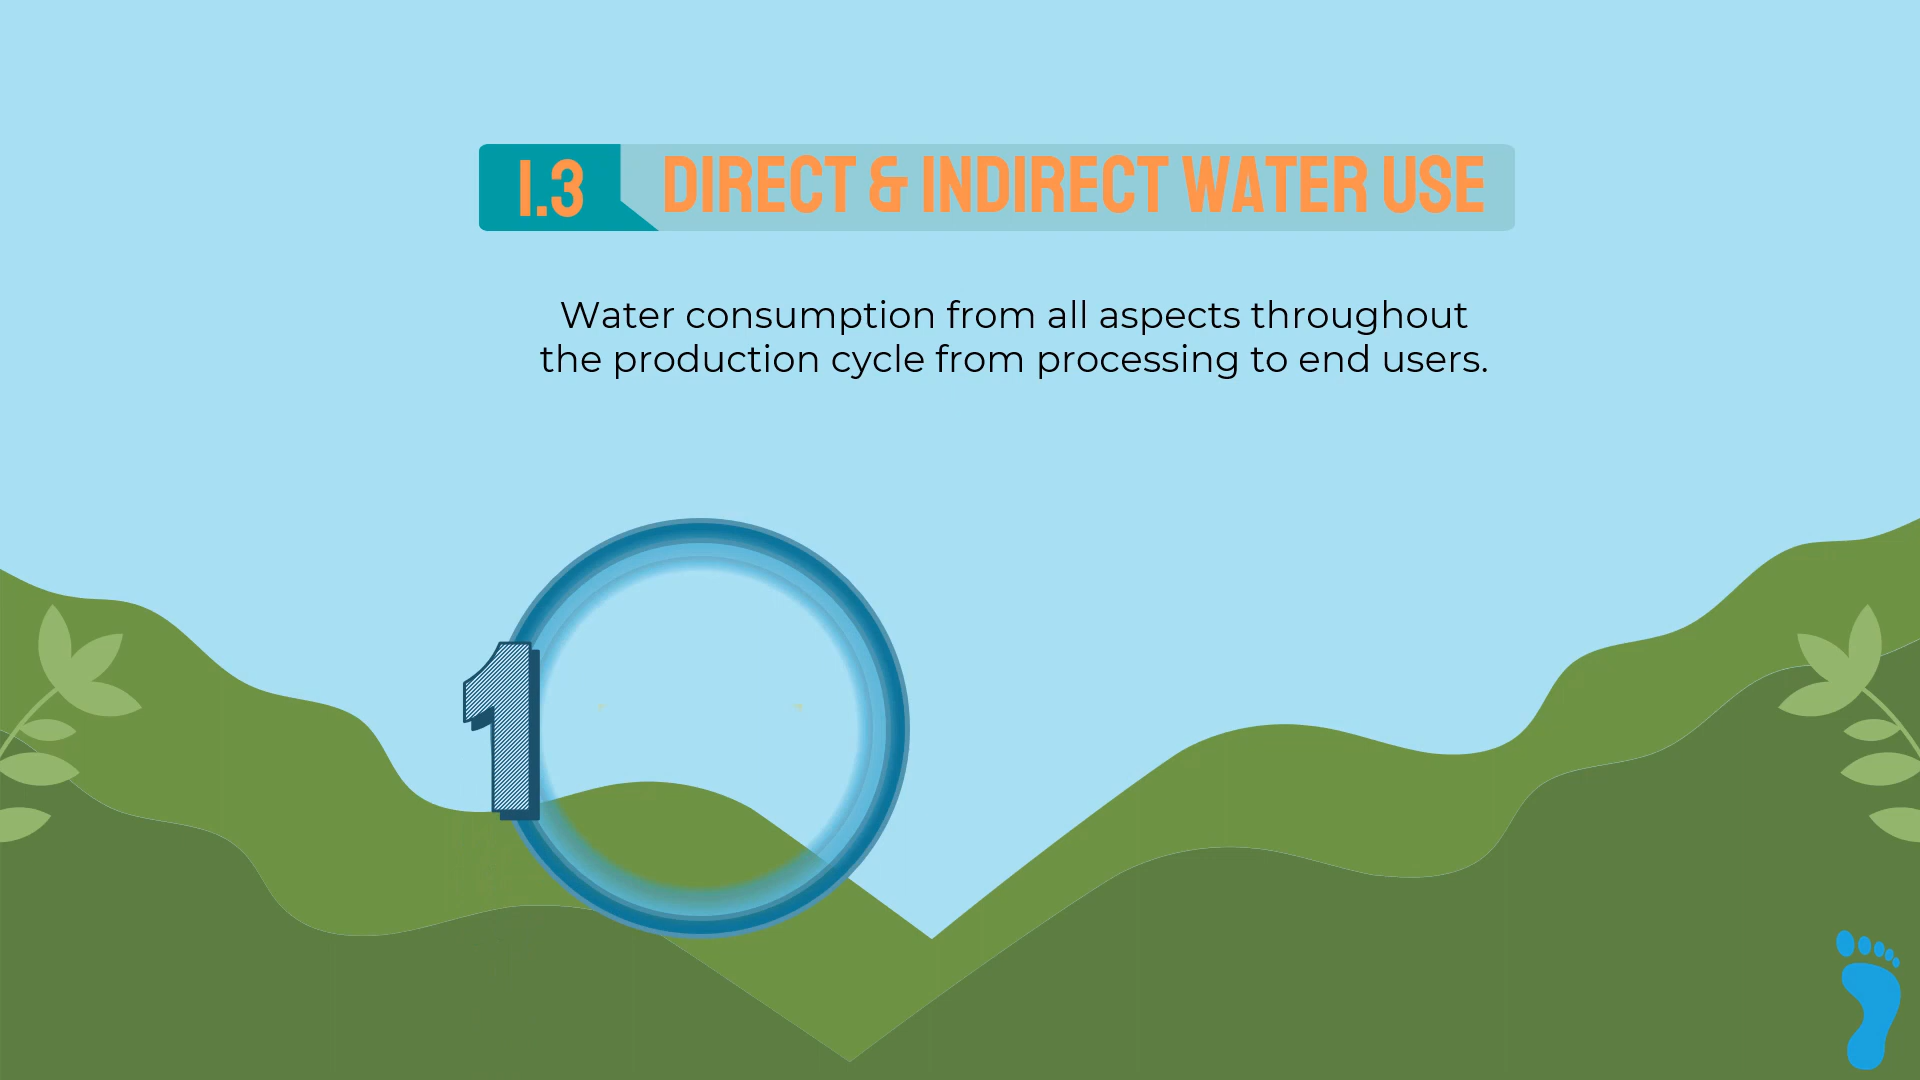 1.3 DIRECT & INDIRECT WATER USE
Water consumption from all aspects throughout
the production cycle from processing to end users.
1